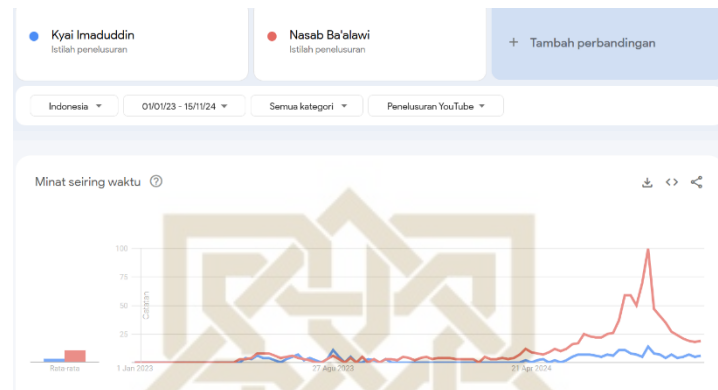 Kyai Imaduddin
Istilah penelusuran
Nasab Ba'alawi
Istilah penelusuran
+ Tambah perbandingan
Indonesia
01/01/23 - 15/11/24
Semua kategori
Penelusuran YouTube
Minat seiring waktu
100
75
50
25
Catatan
Rata-rata
1 Jan 2023
27 Agu 2023
21 Apr 2024